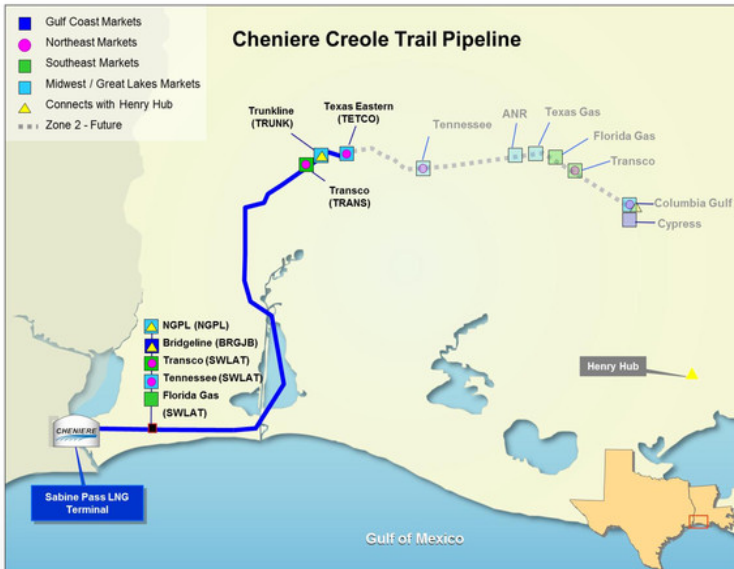 Cheniere Creole Trail Pipeline
Gulf Coast Markets
Northeast Markets
Southeast Markets
Midwest / Great Lakes Markets
Connects with Henry Hub
Zone 2 - Future
Trunkline
(TRUNK)
Texas Eastern
(TETCO)
Transco
(TRANS)
Tennessee
ANR
Texas Gas
Florida Gas
Transco
Columbia Gulf
Cypress
NGPL (NGPL)
Bridgeline (BRGJB)
Transco (SWLAT)
Tennessee (SWLAT)
Florida Gas
(SWLAT)
Henry Hub
CHENIERE
Sabine Pass LNG
Terminal
Gulf of Mexico